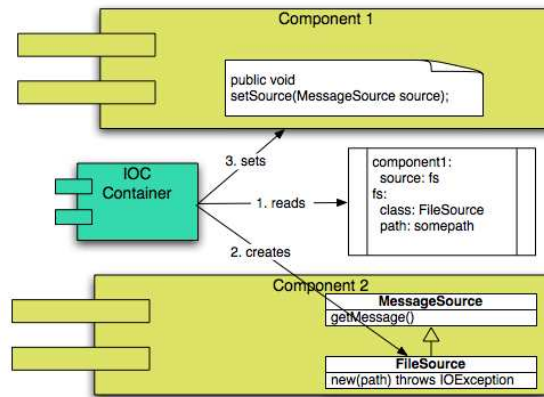 Component 1
public void
setSource(MessageSource source);
IOC
Container
3. sets
1. reads
2. creates
component1:
source: fs
fs:
class: FileSource
path: somepath
Component 2
MessageSource
getMessage()
FileSource
new(path) throws IOException